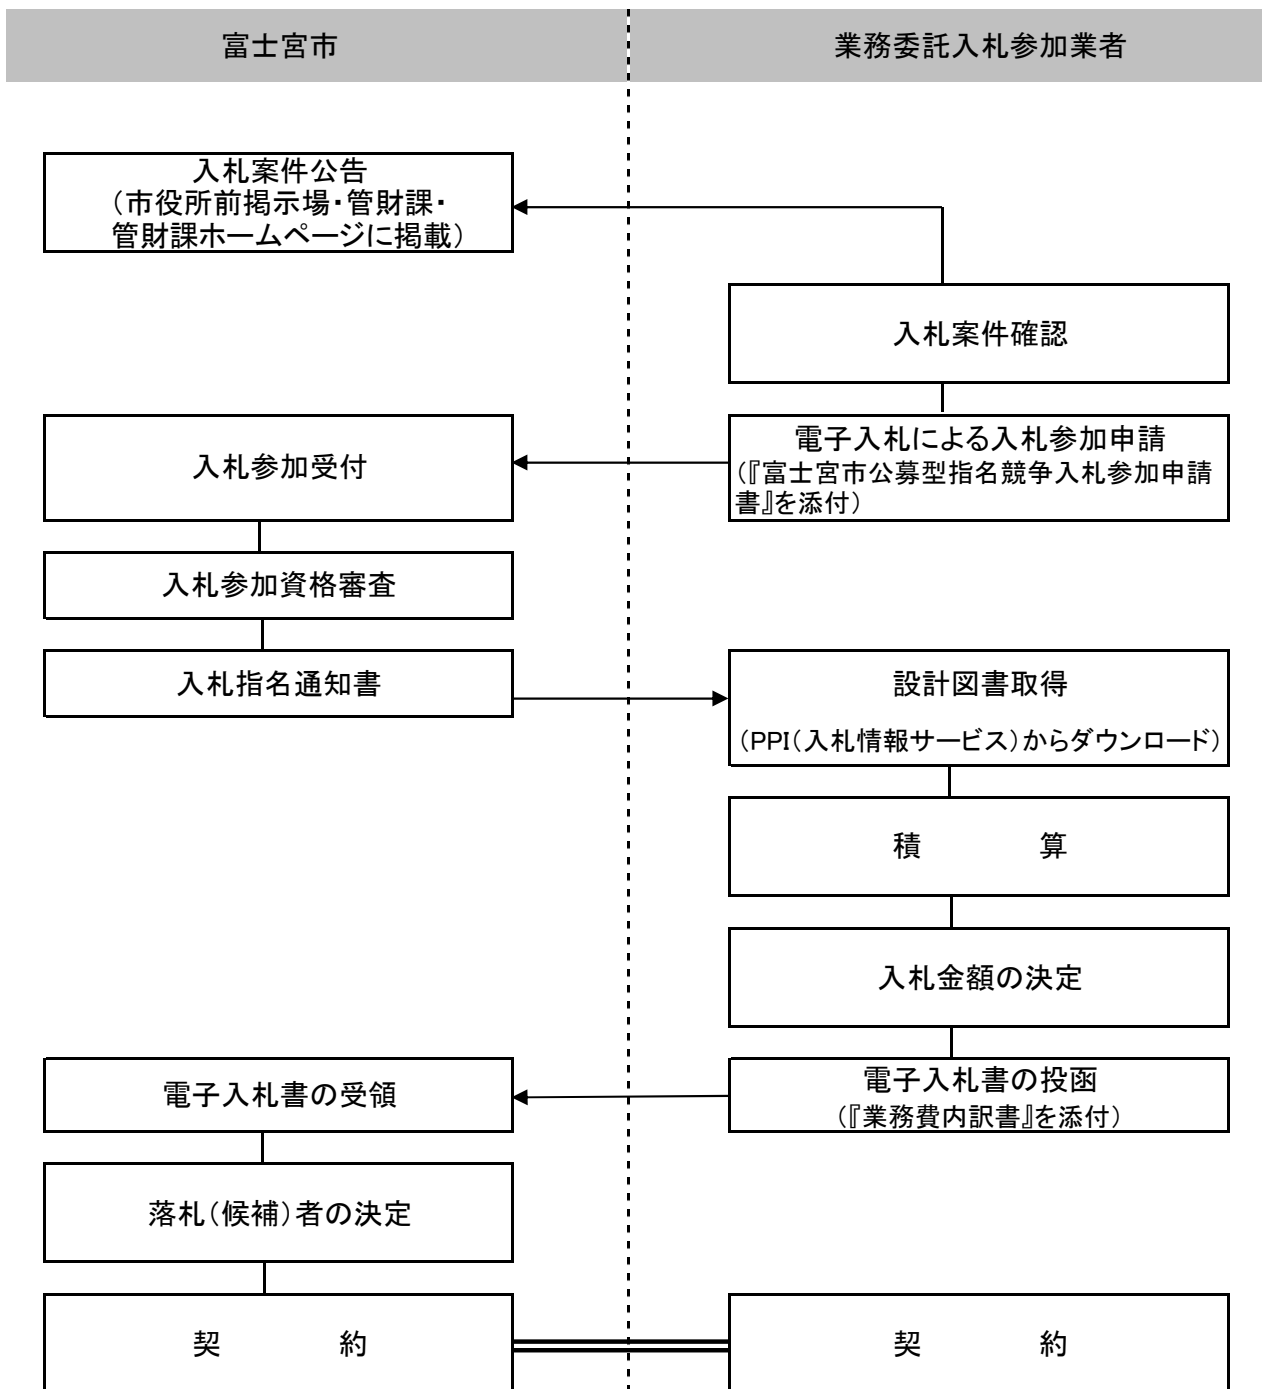 富士宮市
業務委託入札参加業者
入札案件公告
（市役所前掲示場・管財課・
管財課ホームページに掲載）
入札案件確認
電子入札による入札参加申請
（『富士宮市公募型指名競争入札参加申請
書』を添付）
入札参加受付
入札参加資格審査
入札指名通知書
設計図書取得
（PPI（入札情報サービス）からダウンロード）
積　　　　算
入札金額の決定
電子入札書の投函
（『業務費内訳書』を添付）
電子入札書の受領
落札（候補）者の決定
契　　　　約
契　　　　約